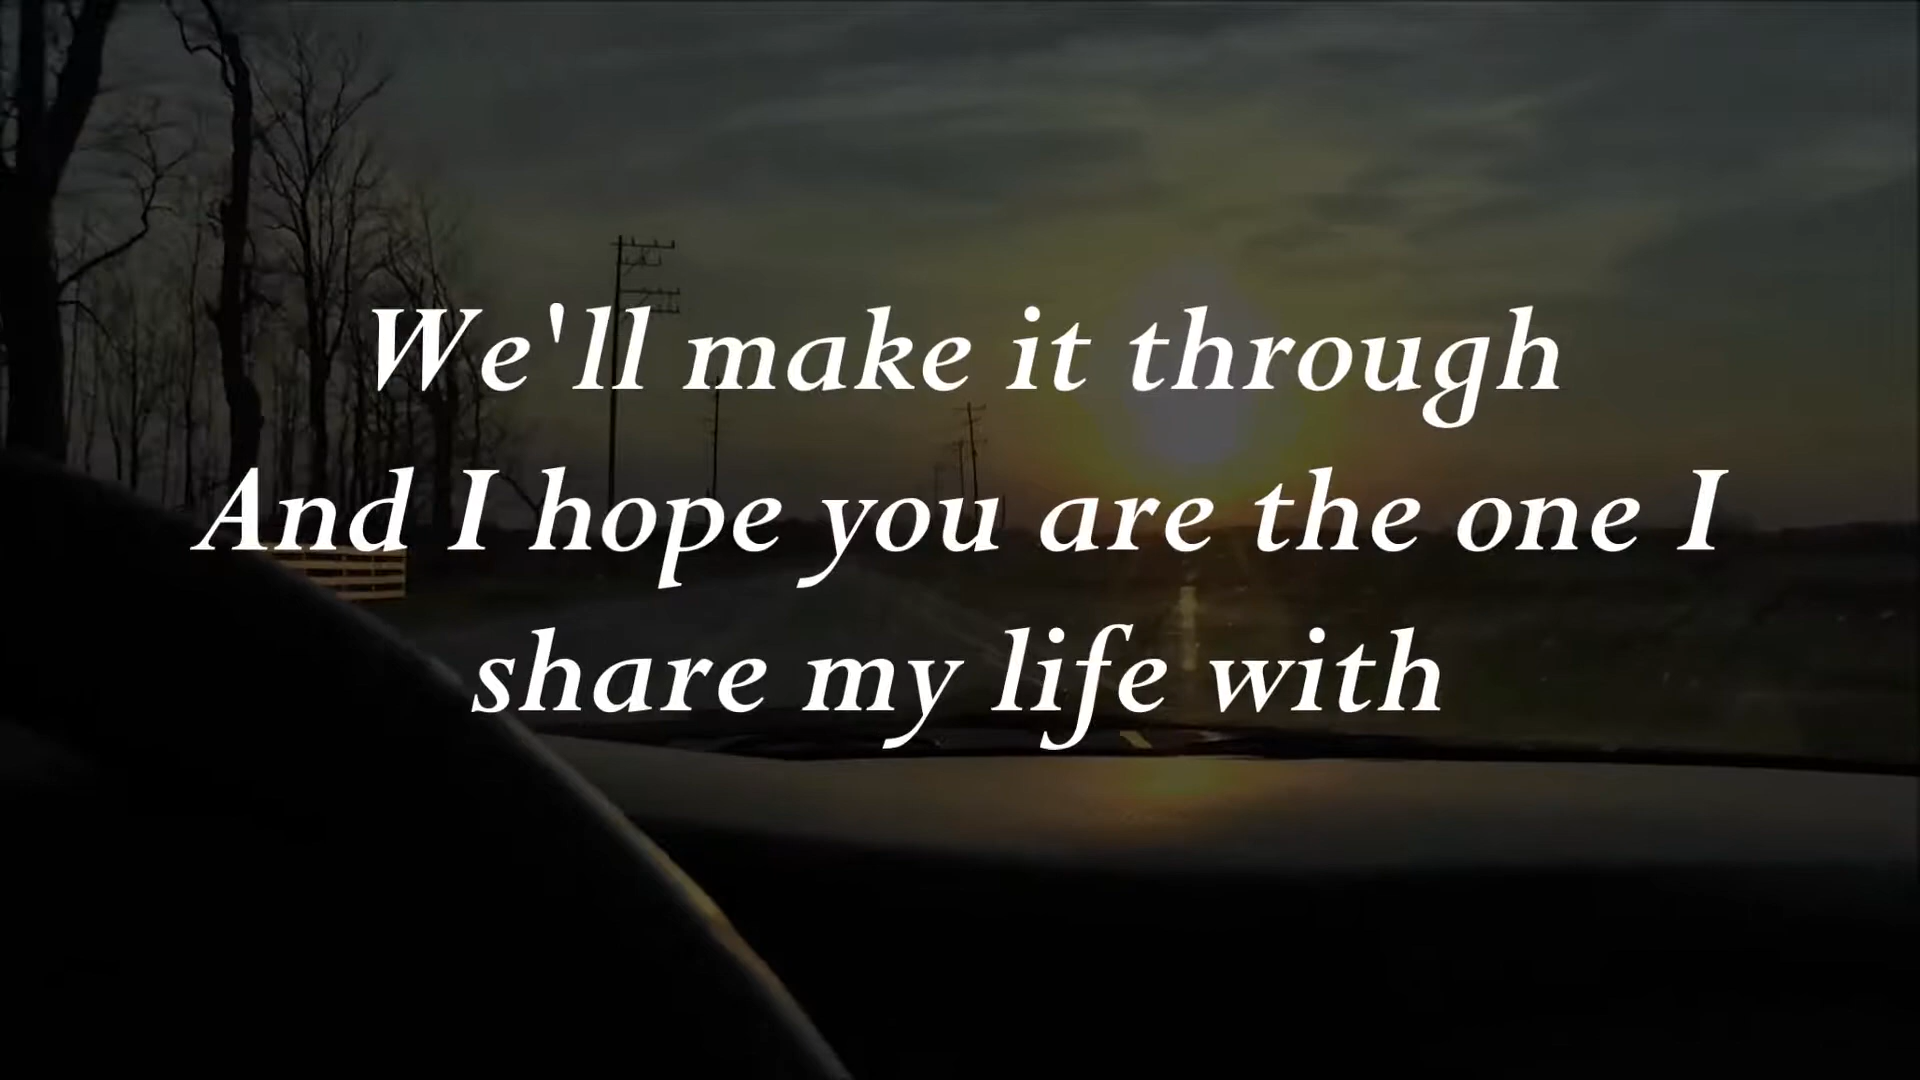 We'll make it through
And I hope you are the one I
share my life with